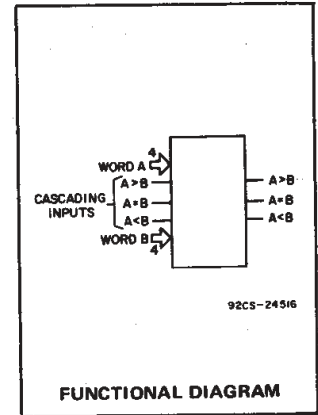 4
WORD A
A>B A>B
CASCADING INPUTS A=B A=B
A<B A<B
WORD B
4
92CS-24516
FUNCTIONAL DIAGRAM